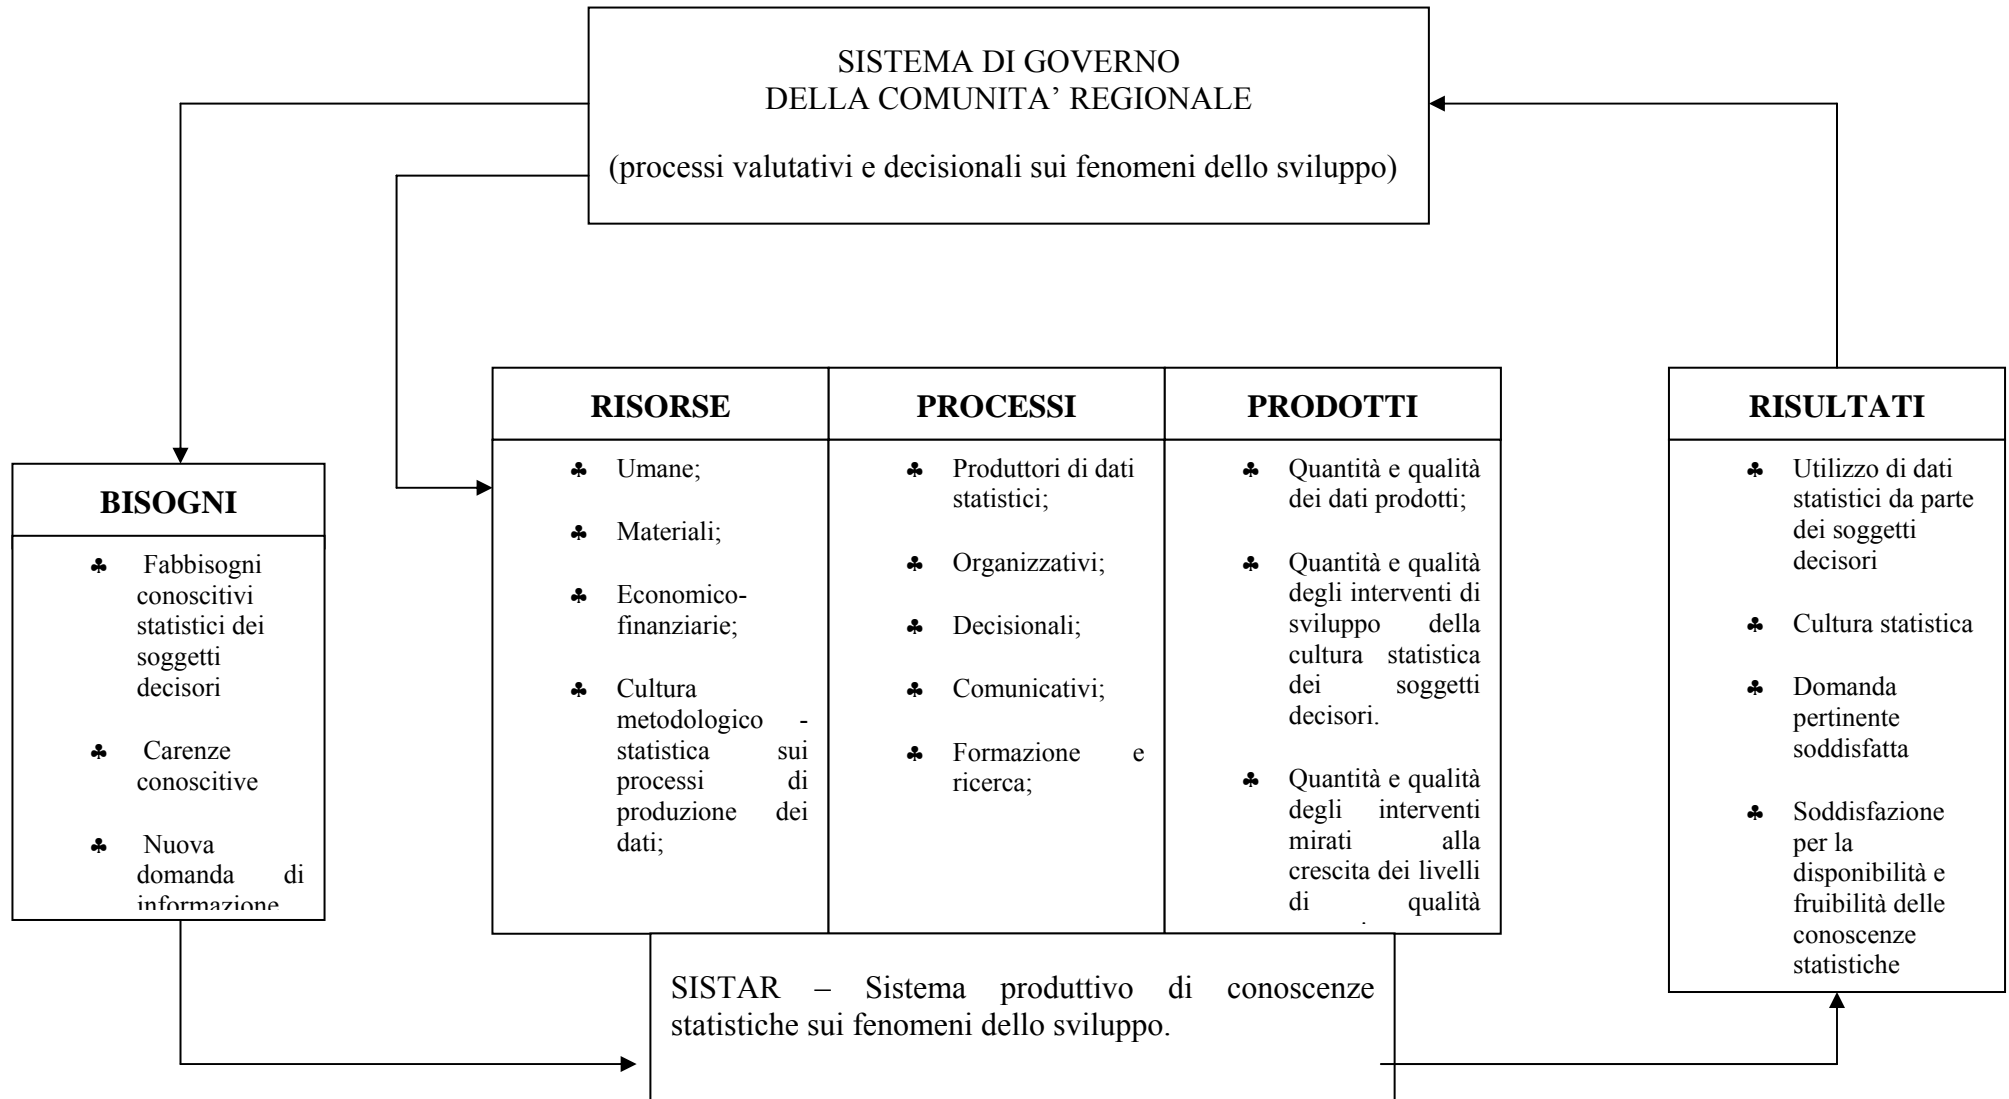 SISTEMA DI GOVERNO
DELLA COMUNITA’ REGIONALE
(processi valutativi e decisionali sui fenomeni dello sviluppo)
BISOGNI
♣ Fabbisogni
conoscitivi
statistici dei
soggetti
decisori
♣ Carenze
conoscitive
♣ Nuova
domanda di
informazione
RISORSE
♣ Umane;
♣ Materiali;
♣ Economico-
finanziarie;
♣ Cultura
metodologico -
statistica sui
processi di
produzione dei
dati;
PROCESSI
♣ Produttori di dati
statistici;
♣ Organizzativi;
♣ Decisionali;
♣ Comunicativi;
♣ Formazione e
ricerca;
PRODOTTI
♣ Quantità e qualità
dei dati prodotti;
♣ Quantità e qualità
degli interventi di
sviluppo della
cultura statistica
dei soggetti
decisori.
♣ Quantità e qualità
degli interventi
mirati alla
crescita dei livelli
di qualità
RISULTATI
♣ Utilizzo di dati
statistici da parte
dei soggetti
decisori
♣ Cultura statistica
♣ Domanda
pertinente
soddisfatta
♣ Soddisfazione
per la
disponibilità e
fruibilità delle
conoscenze
statistiche
SISTAR – Sistema produttivo di conoscenze
statistiche sui fenomeni dello sviluppo.